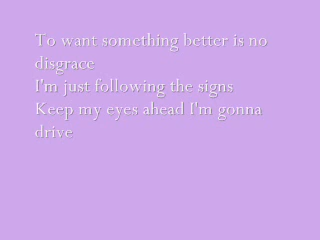 To want something better is no
disgrace
I'm just following the signs
Keep my eyes ahead I'm gonna
drive